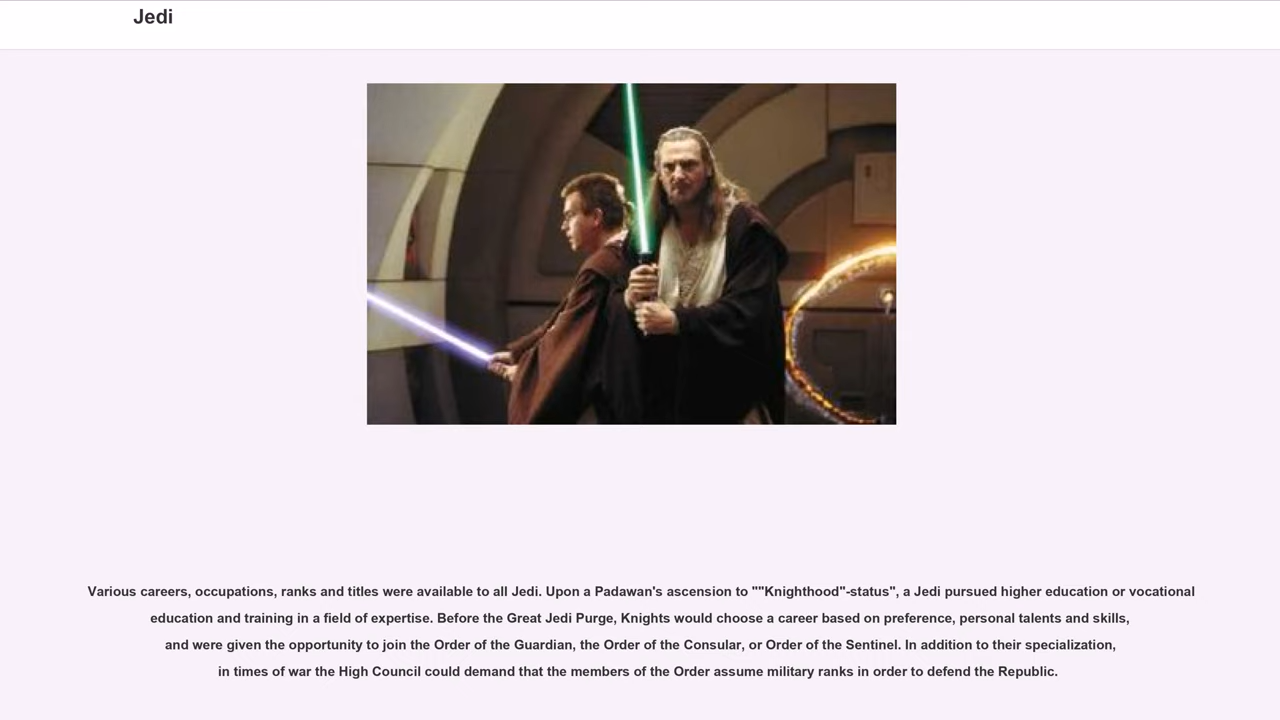 Jedi
Various careers, occupations, ranks and titles were available to all Jedi. Upon a Padawan's ascension to ""Knighthood"-status", a Jedi pursued higher education or vocational
education and training in a field of expertise. Before the Great Jedi Purge, Knights would choose a career based on preference, personal talents and skills,
and were given the opportunity to join the Order of the Guardian, the Order of the Consular, or Order of the Sentinel. In addition to their specialization,
in times of war the High Council could demand that the members of the Order assume military ranks in order to defend the Republic.